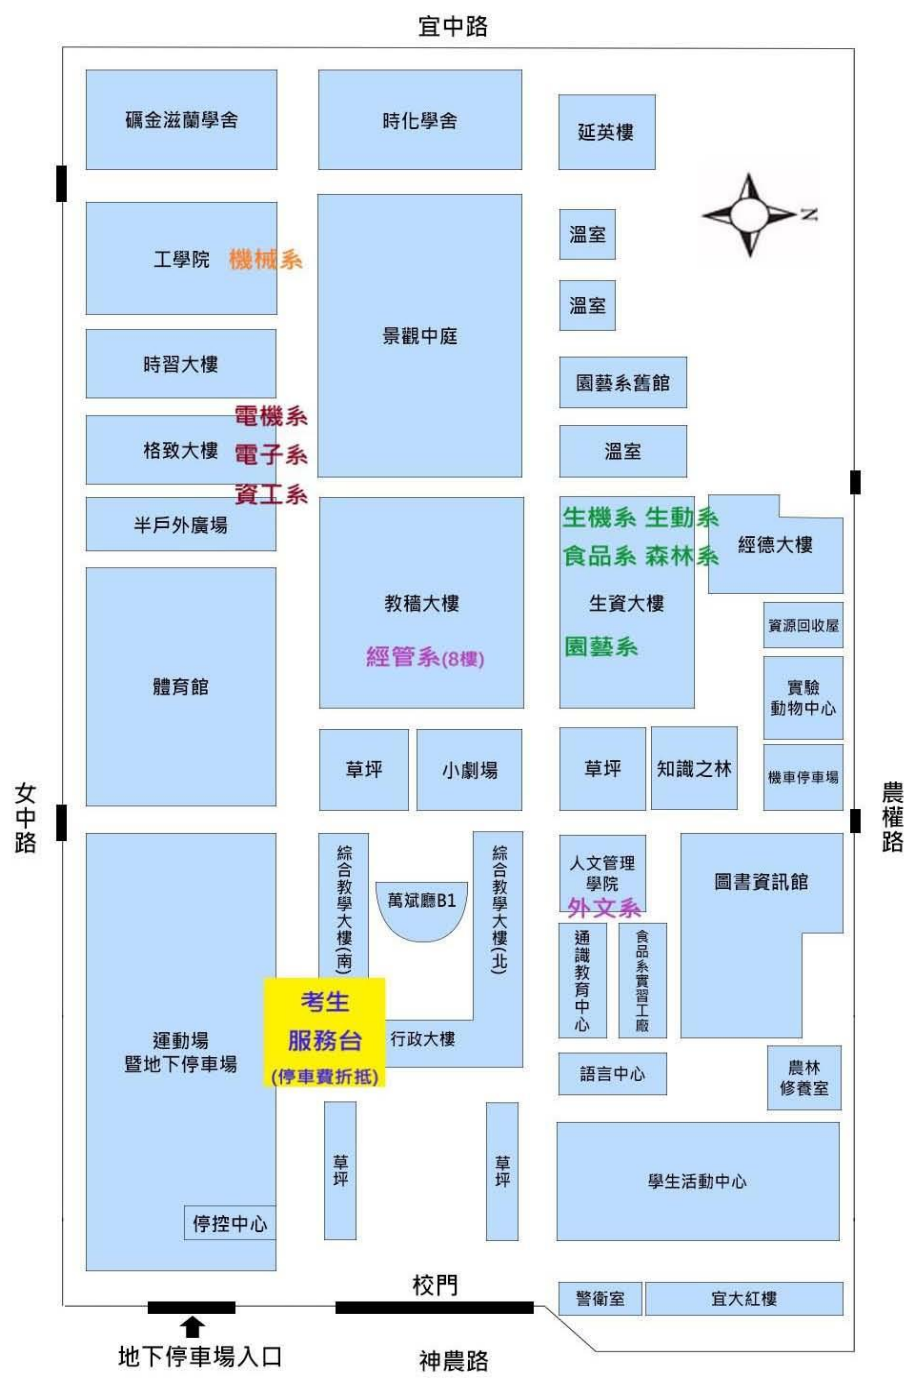 宜中路
礪金滋蘭學舍
時化學舍
延英樓
N
溫室
工學院
機械系
溫室
景觀中庭
時習大樓
園藝系舊館
電機系
格致大樓
電子系
溫室
資工系
半戶外廣場
生機系 生動系
食品系 森林系
經德大樓
教穡大樓
生資大樓
資源回收屋
園藝系
經管系(8樓)
體育館
實驗
動物中心
草坪
小劇場
草坪
知識之林
機車停車場
女中路
農權路
綜合教學大樓(南)
萬斌廳B1
綜合教學大樓(北)
人文管理
學院
外文系
圖書資訊館
通識教育中心
食品系實習工廠
考生
服務台
(停車費折抵)
行政大樓
運動場
暨地下停車場
語言中心
農林
修養室
草坪
草坪
學生活動中心
停控中心
校門
警衛室
宜大紅樓
地下停車場入口
神農路